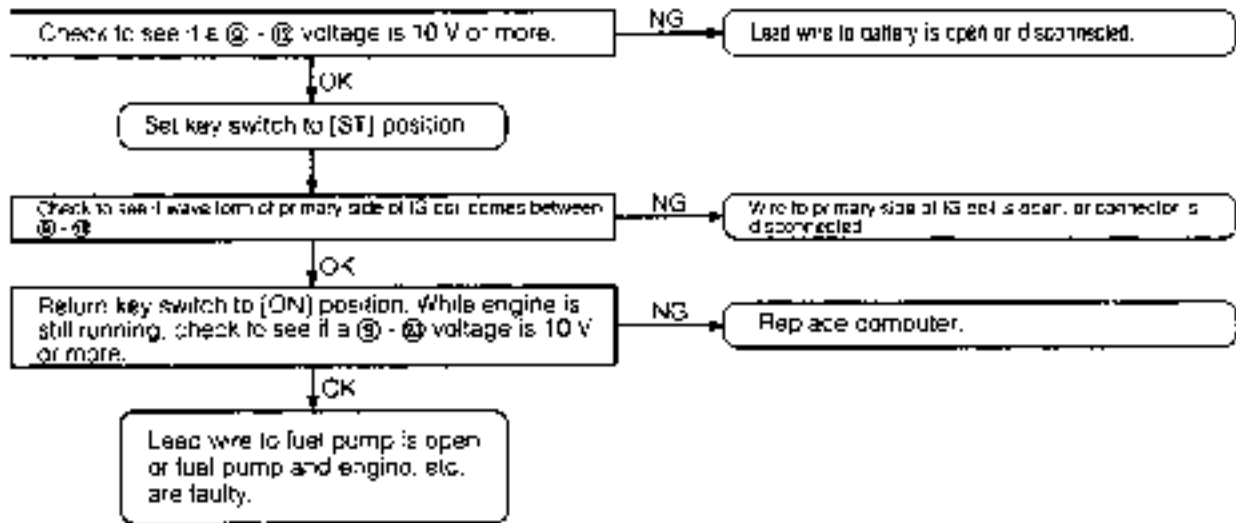 Check to see if a - voltage is 10 V or more.
NG
Lead wire to battery is open or disconnected.
OK
Set key switch to [ST] position
Check to see if wave form of primary side of IG coil comes between
-
NG
Wire to primary side of IG coil is open, or connector is
disconnected
OK
Return key switch to [ON] position. While engine is
still running, check to see if a - voltage is 10 V
or more.
NG
Replace computer.
OK
Lead wire to fuel pump is open
or fuel pump and engine, etc.
are faulty.